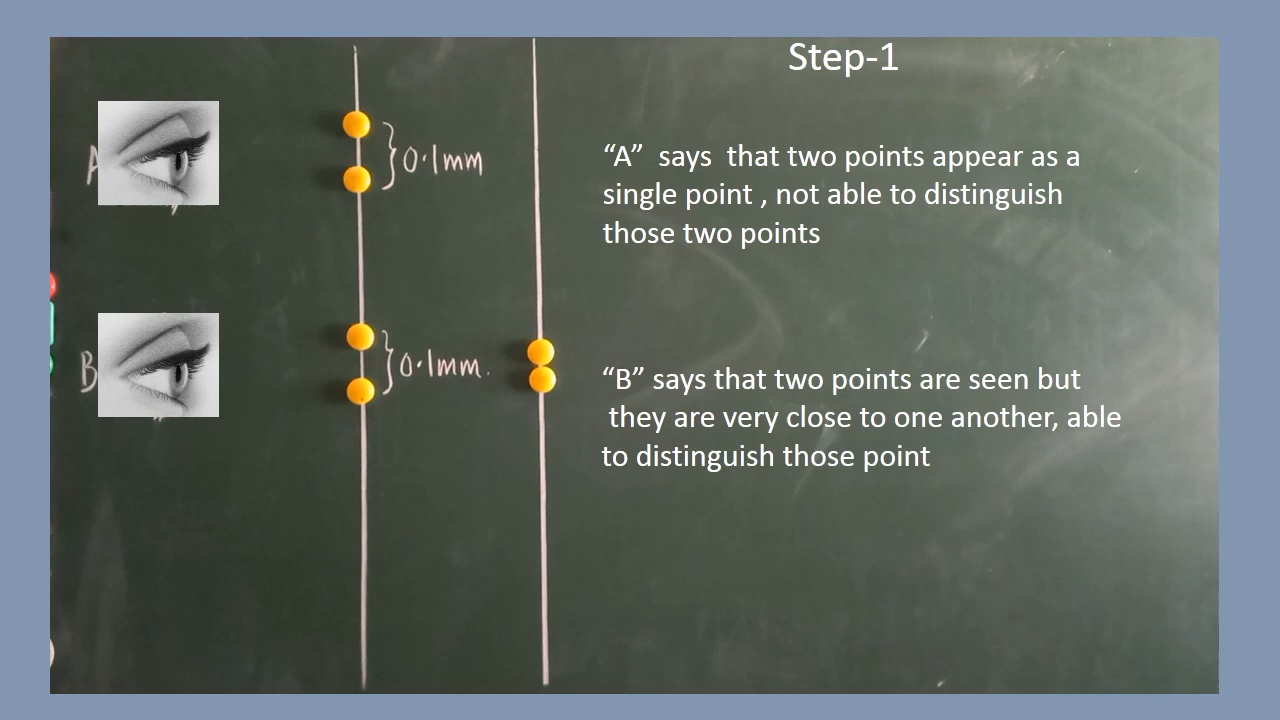 Step-1
A
0.1mm
“A”  says  that two points appear as a
single point , not able to distinguish
those two points
B
0.1mm.
“B” says that two points are seen but
they are very close to one another, able
to distinguish those point